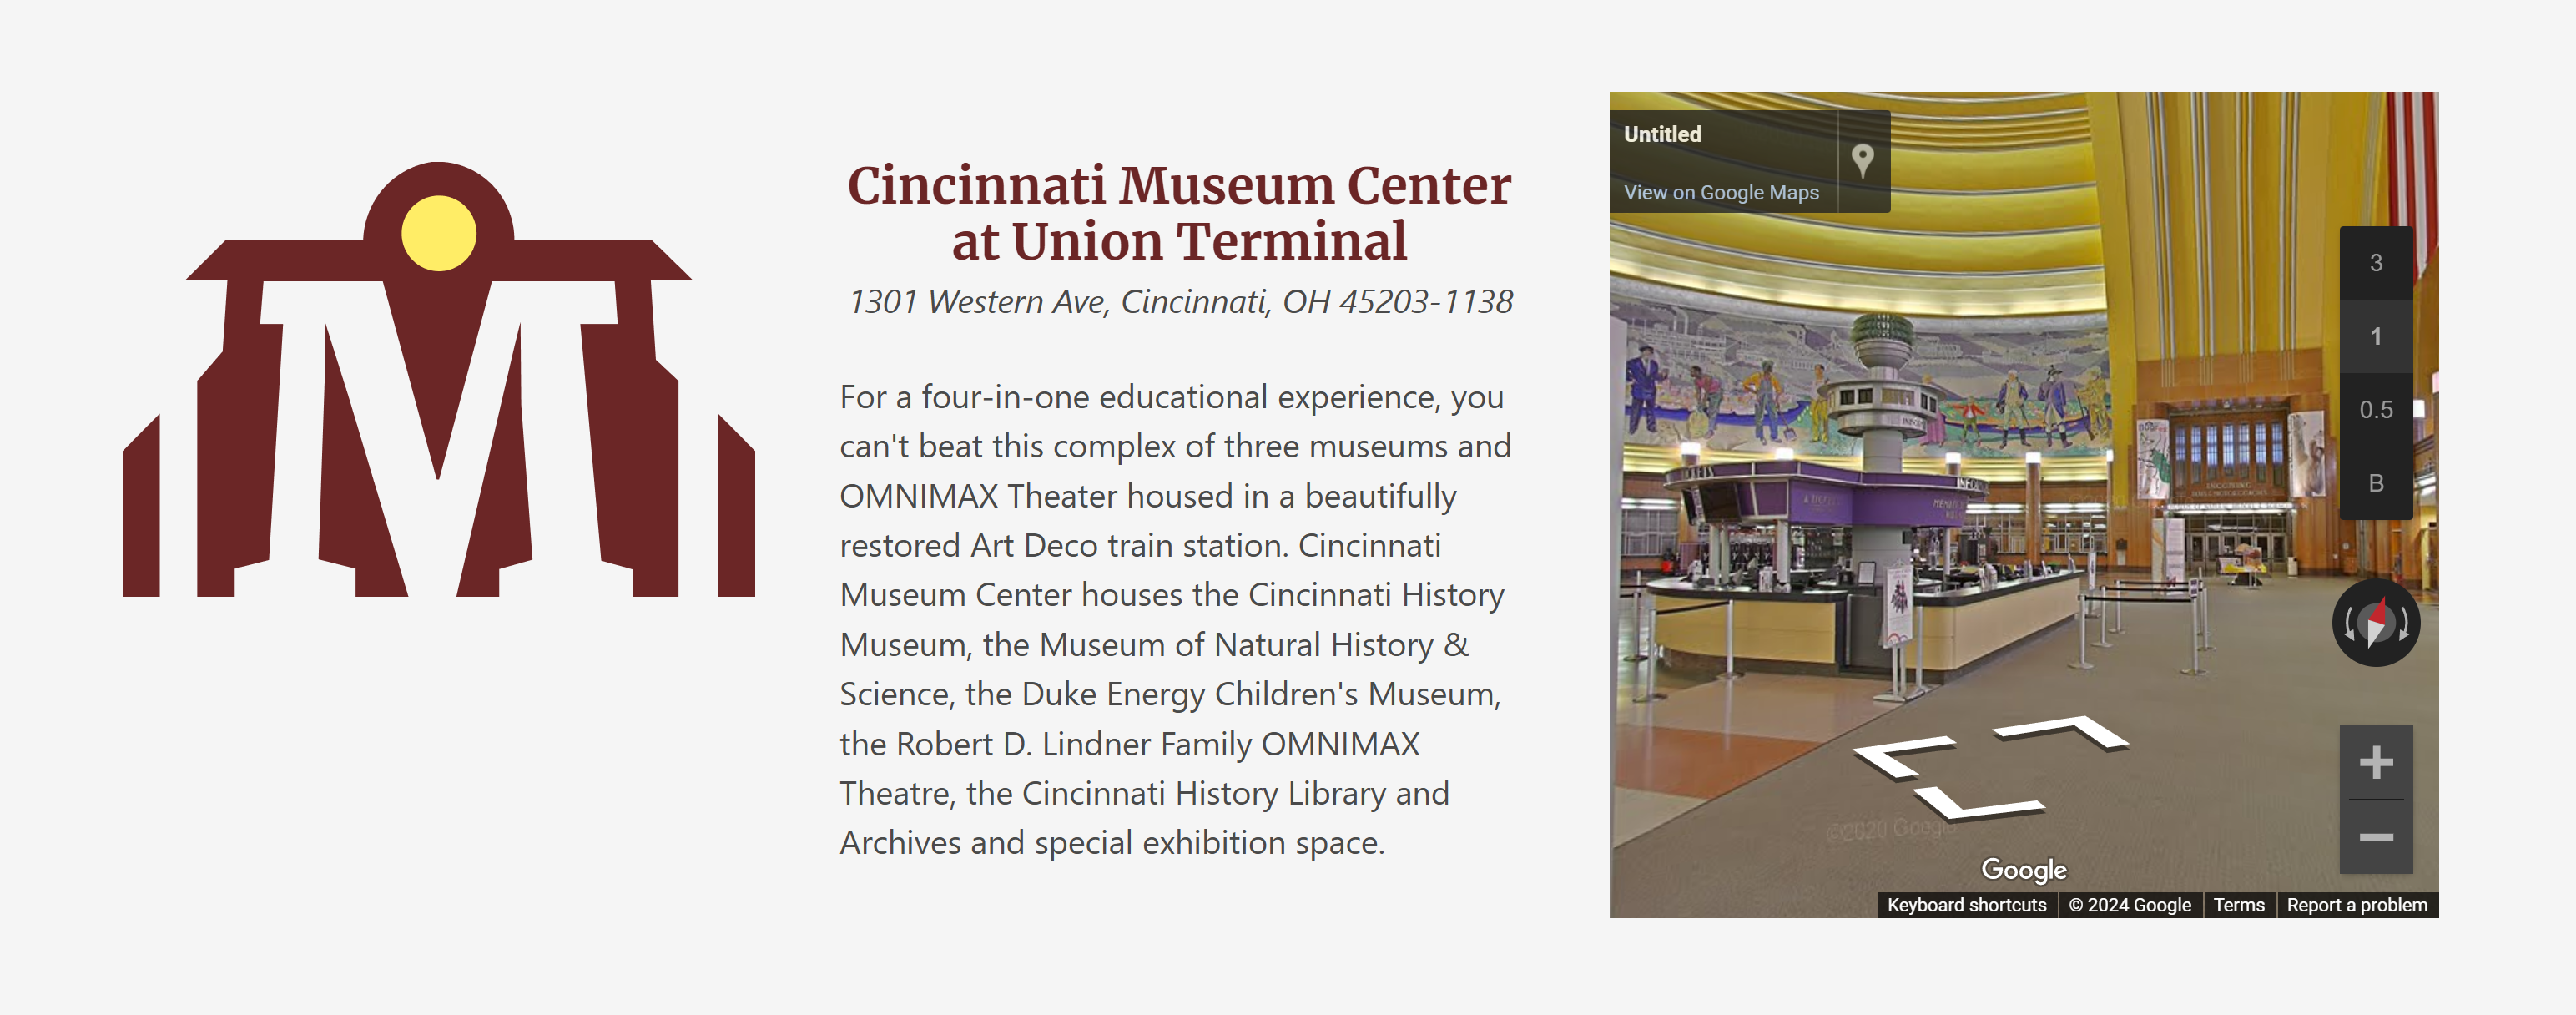 M
Cincinnati Museum Center
at Union Terminal
1301 Western Ave, Cincinnati, OH 45203-1138
For a four-in-one educational experience, you
can't beat this complex of three museums and
OMNIMAX Theater housed in a beautifully
restored Art Deco train station. Cincinnati
Museum Center houses the Cincinnati History
Museum, the Museum of Natural History &
Science, the Duke Energy Children's Museum,
the Robert D. Lindner Family OMNIMAX
Theatre, the Cincinnati History Library and
Archives and special exhibition space.
Untitled
View on Google Maps
3
1
0.5
B
©2020 Google
Google
Keyboard shortcuts
© 2024 Google
Terms
Report a problem